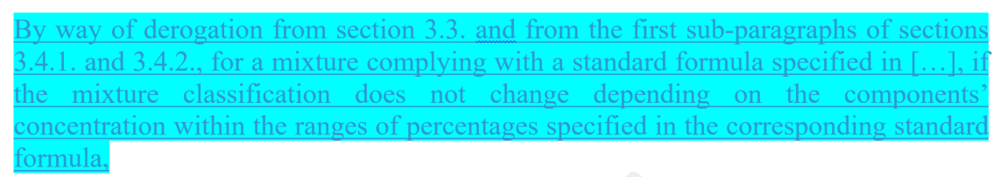 By way of derogation from section 3.3. and from the first sub-paragraphs of sections
3.4.1. and 3.4.2., for a mixture complying with a standard formula specified in […], if
the mixture classification does not change depending on the components’
concentration within the ranges of percentages specified in the corresponding standard
formula,